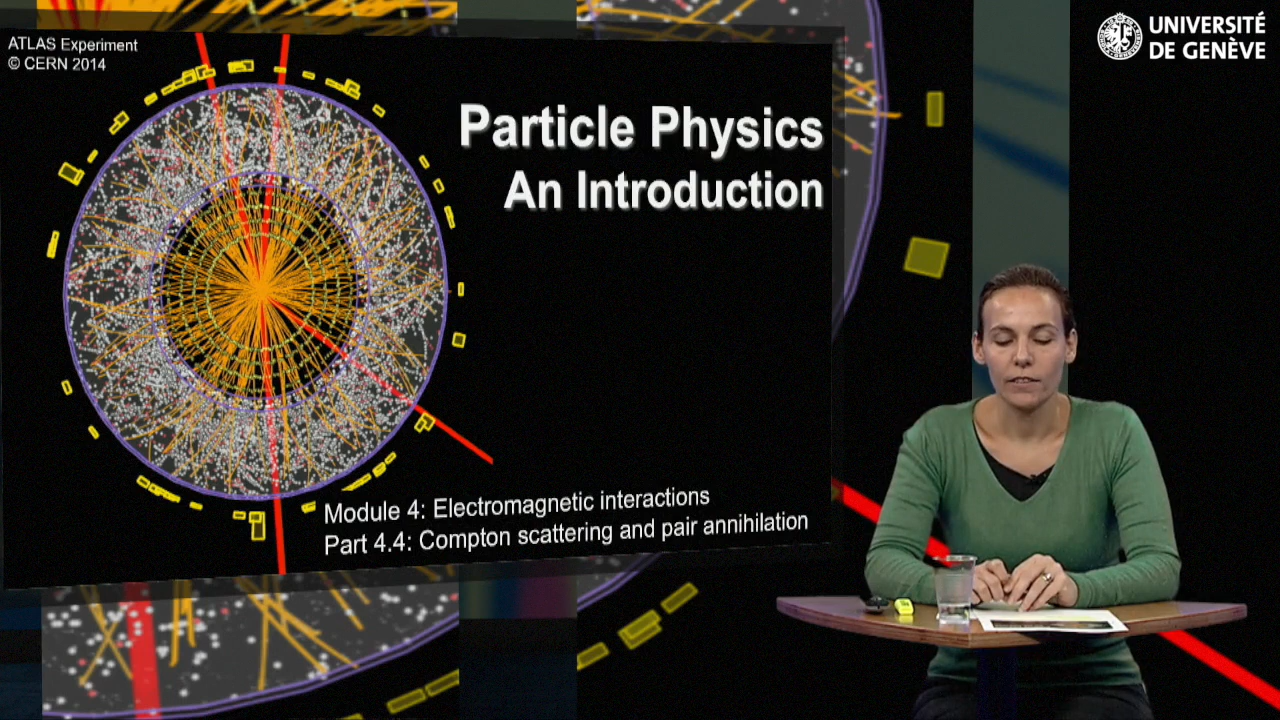 ATLAS Experiment
© CERN 2014
UNIVERSITÉ
DE GENÈVE
Particle Physics
An Introduction
Module 4: Electromagnetic interactions
Part 4.4: Compton scattering and pair annihilation